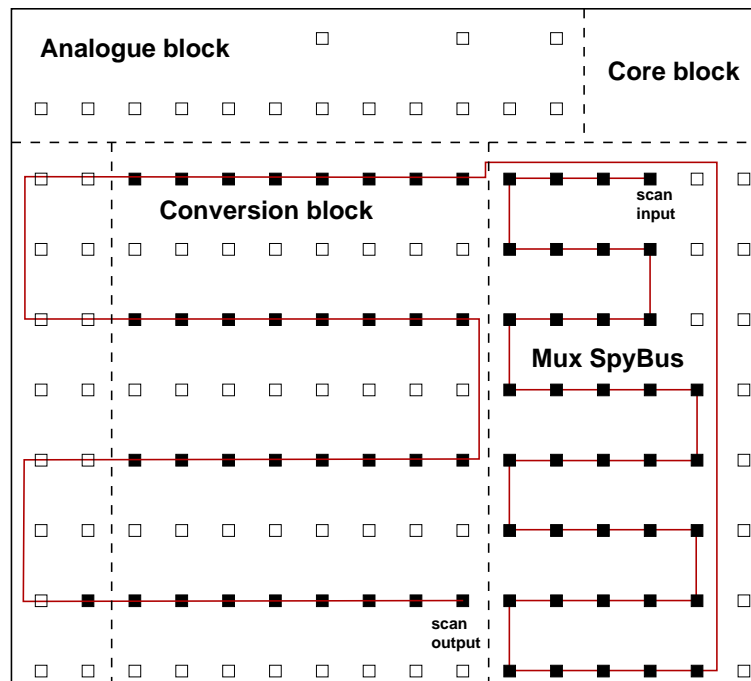 Analogue block
Core block
scan
input
Conversion block
Mux SpyBus
scan
output